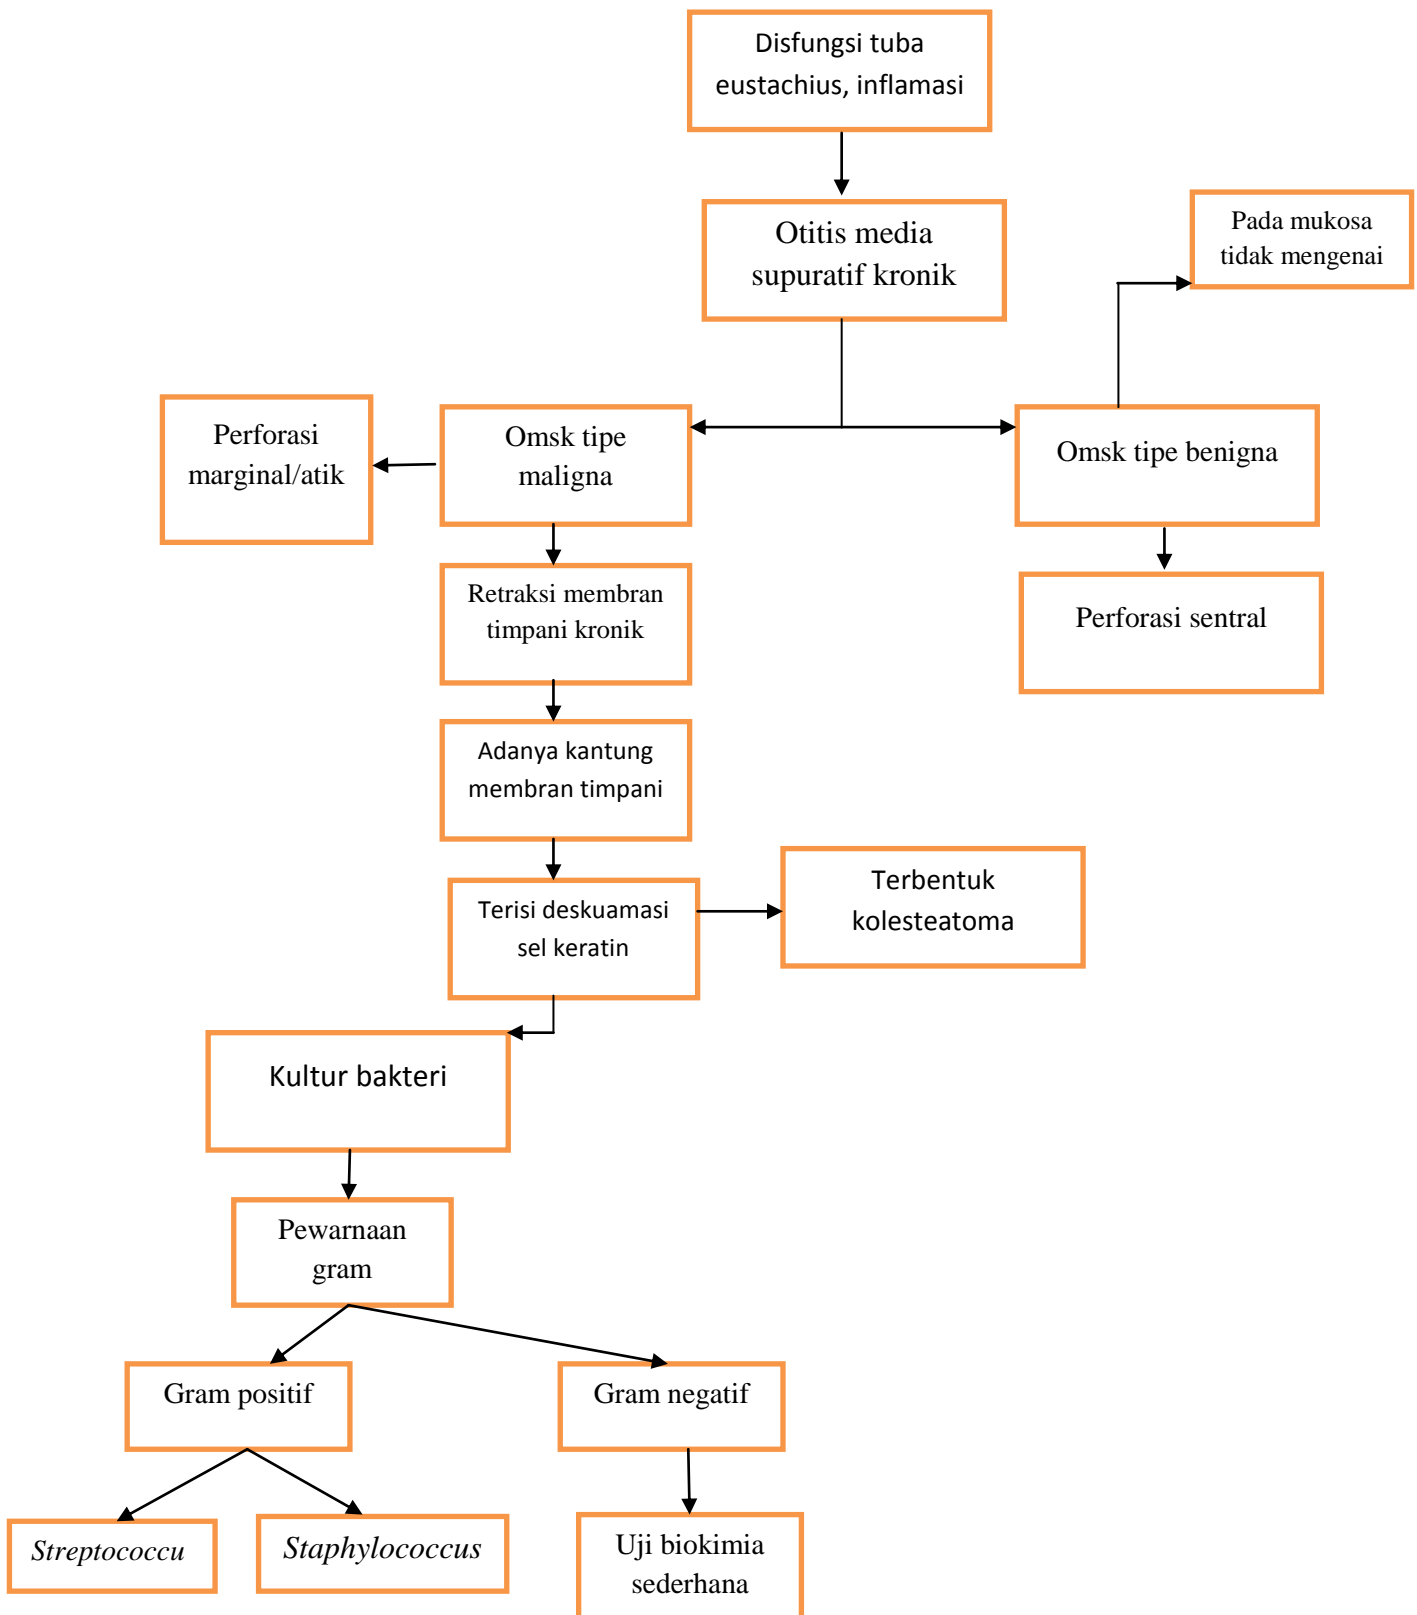 Disfungsi tuba
eustachius, inflamasi
Otitis media
supuratif kronik
Pada mukosa
tidak mengenai
Perforasi
marginal/atik
Omsk tipe
maligna
Omsk tipe benigna
Retraksi membran
timpani kronik
Perforasi sentral
Adanya kantung
membran timpani
Terisi deskuamasi
sel keratin
Terbentuk
kolesteatoma
Kultur bakteri
Pewarnaan
gram
Gram positif
Gram negatif
Streptococcu
Staphylococcus
Uji biokimia
sederhana